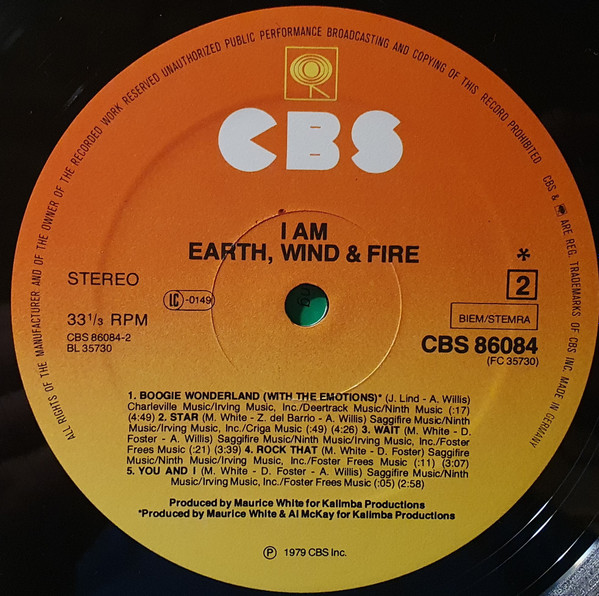 ALL RIGHTS OF THE MANUFACTURER AND OF THE OWNER OF THE RECORDED WORK RESERVED UNAUTHORIZED PUBLIC PERFORMANCE BROADCASTING AND COPYING OF THIS RECORD PROHIBITED CBS & ARE REG. TRADEMARKS OF CBS INC. MADE IN GERMANY
CBS
I AM
EARTH, WIND & FIRE
STEREO
*
LC -0149
2
33 1/3 RPM
BIEM/STEMRA
CBS 86084-2
CBS 86084
BL 35730
(FC 35730)
1. BOOGIE WONDERLAND (WITH THE EMOTIONS)* (J. Lind - A. Willis)
Charleville Music/Irving Music, Inc./Deertrack Music/Ninth Music (:17)
(4:49) 2. STAR (M. White - Z. del Barrio - A. Willis) Saggifire Music/Ninth
Music/Irving Music, Inc./Criga Music (:49) (4:26) 3. WAIT (M. White - D.
Foster - A. Willis) Saggifire Music/Ninth Music/Irving Music, Inc./Foster
Frees Music (:21) (3:39) 4. ROCK THAT (M. White - D. Foster) Saggifire
Music/Ninth Music/Irving Music, Inc./Foster Frees Music (:11) (3:07)
5. YOU AND I (M. White - D. Foster - A. Willis) Saggifire Music/Ninth
Music/Irving Music, Inc./Foster Frees Music (:05) (2:58)
Produced by Maurice White for Kalimba Productions
*Produced by Maurice White & Al McKay for Kalimba Productions
℗ 1979 CBS Inc.